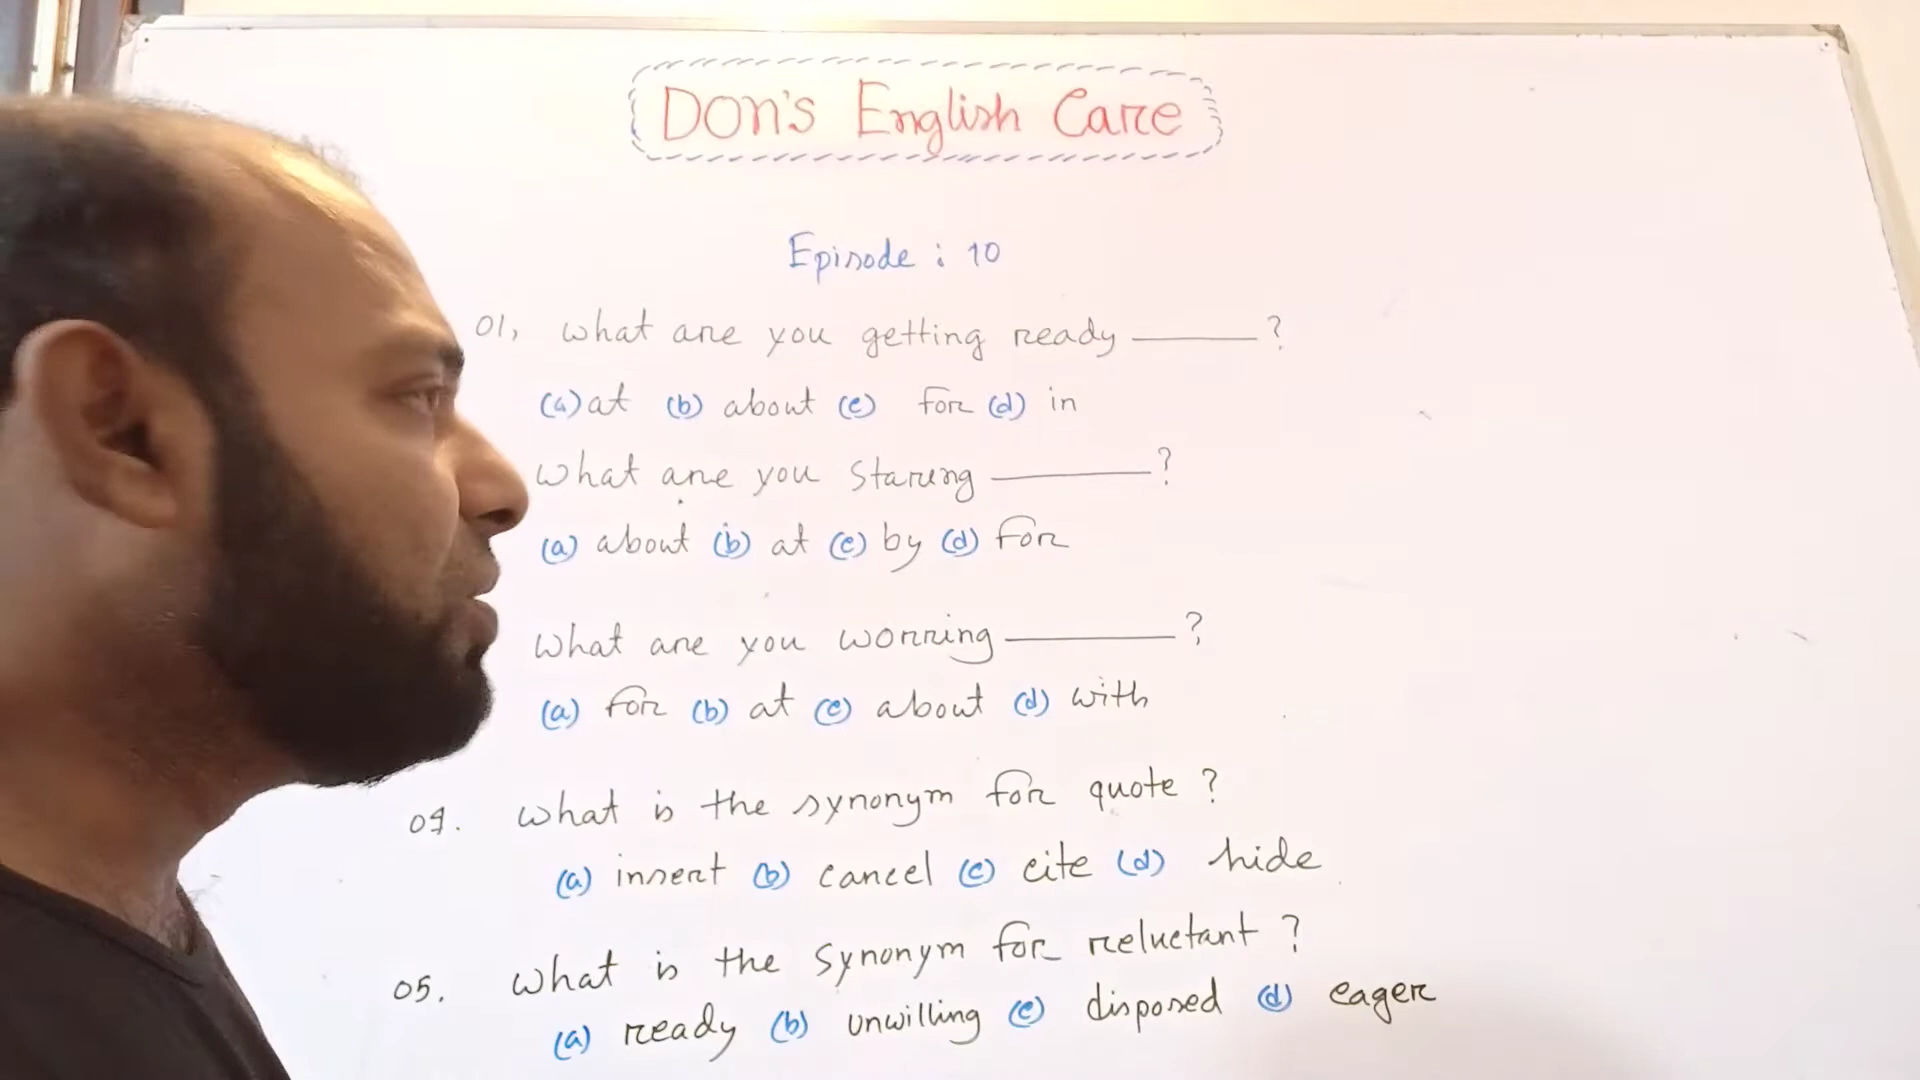 Don's English Care
Episode : 10
01, what are you getting ready ______ ?
(a) at (b) about (c) for (d) in
What are you Staring ______ ?
(a) about (b) at (c) by (d) for
What are you worring ______ ?
(a) for (b) at (c) about (d) with
04. What is the synonym for quote ?
(a) insert (b) cancel (c) cite (d) hide
05. What is the Synonym for reluctant ?
(a) ready (b) unwilling (c) disposed (d) eager